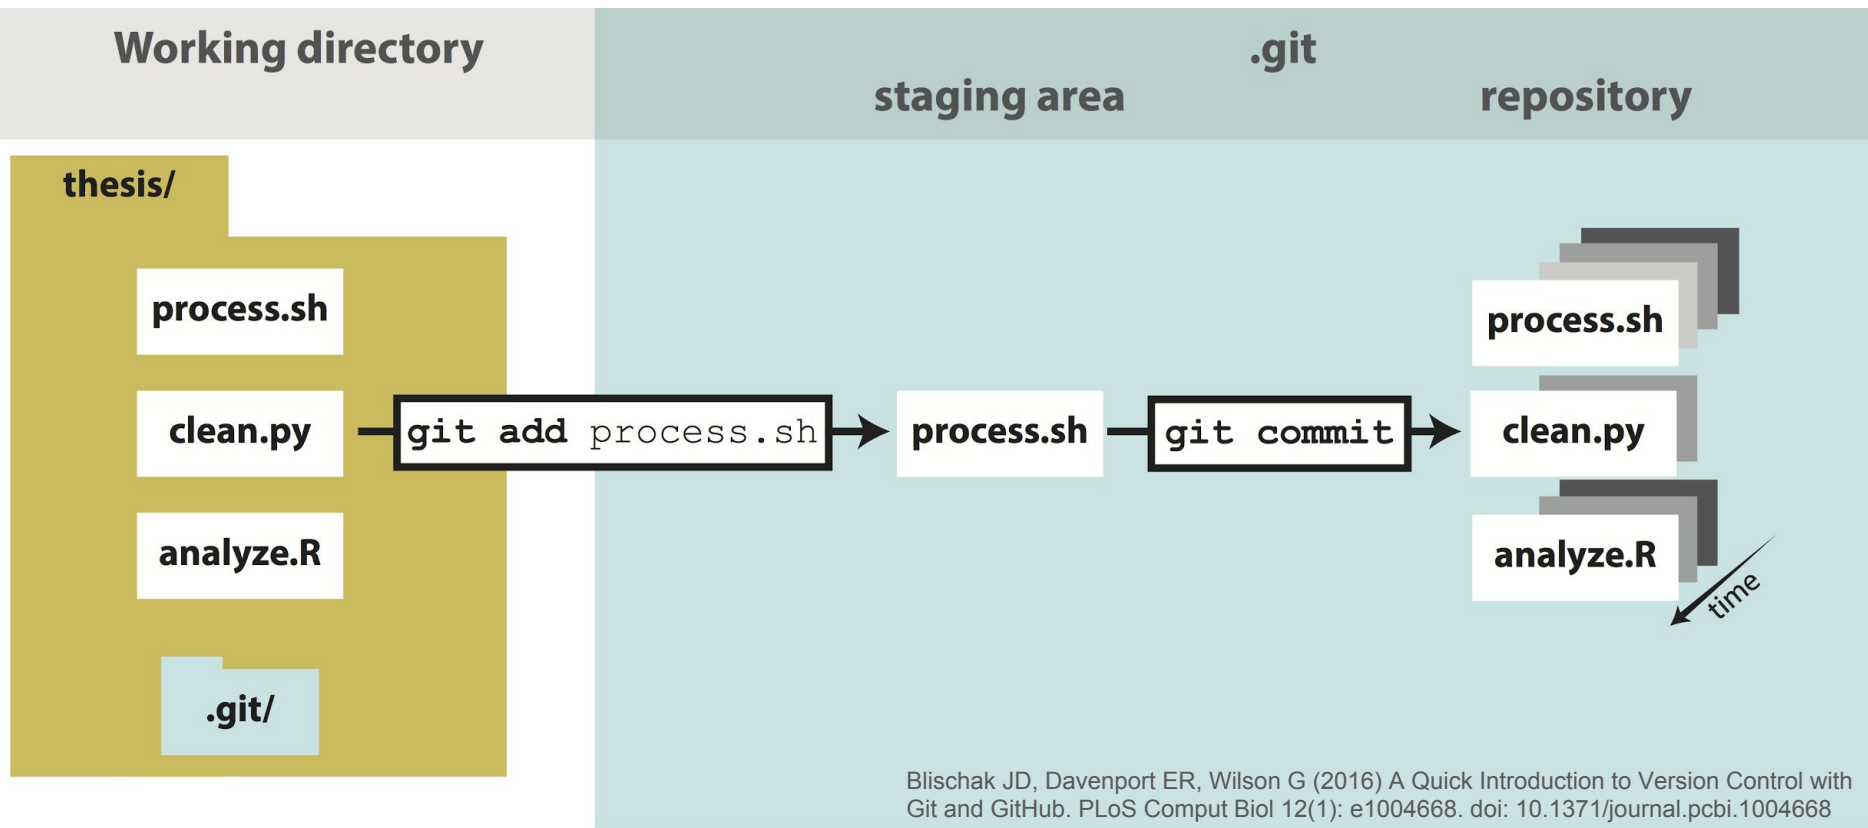 Working directory
.git
staging area
repository
thesis/
process.sh
clean.py
analyze.R
.git/
git add process.sh
process.sh
git commit
process.sh
clean.py
analyze.R
time
Blischak JD, Davenport ER, Wilson G (2016) A Quick Introduction to Version Control with
Git and GitHub. PLoS Comput Biol 12(1): e1004668. doi: 10.1371/journal.pcbi.1004668